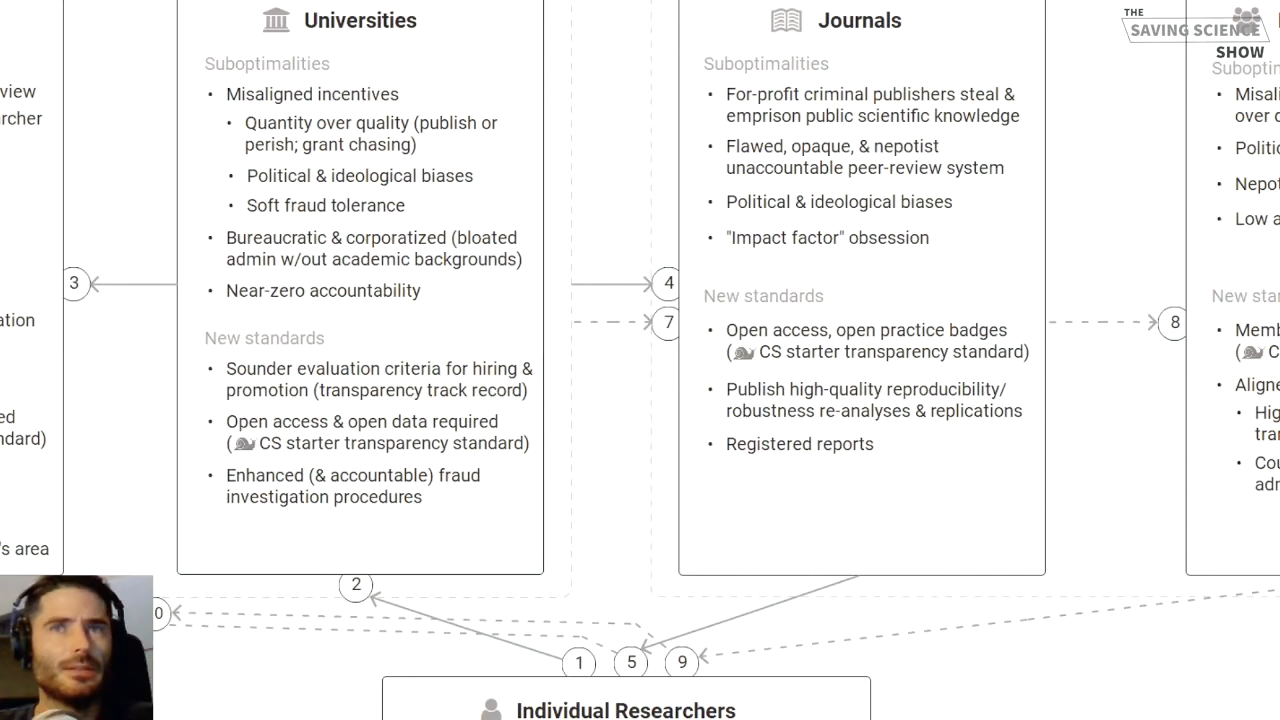 view
rcher
ation
ed
ndard)
's area
3
Universities
Suboptimalities
• Misaligned incentives
• Quantity over quality (publish or
perish; grant chasing)
• Political & ideological biases
• Soft fraud tolerance
• Bureaucratic & corporatized (bloated
admin w/out academic backgrounds)
• Near-zero accountability
New standards
• Sounder evaluation criteria for hiring &
promotion (transparency track record)
• Open access & open data required
( CS starter transparency standard)
• Enhanced (& accountable) fraud
investigation procedures
4
7
Journals
Suboptimalities
• For-profit criminal publishers steal &
emprison public scientific knowledge
• Flawed, opaque, & nepotist
unaccountable peer-review system
• Political & ideological biases
• "Impact factor" obsession
New standards
• Open access, open practice badges
( CS starter transparency standard)
• Publish high-quality reproducibility/
robustness re-analyses & replications
• Registered reports
8
THE
SAVING SCIENCE
SHOW
Suboptim
• Misali
over q
• Politic
• Nepot
• Low a
New star
• Memb
( C
• Aligne
• Hig
tran
• Cou
adm
2
0
1
5
9
Individual Researchers